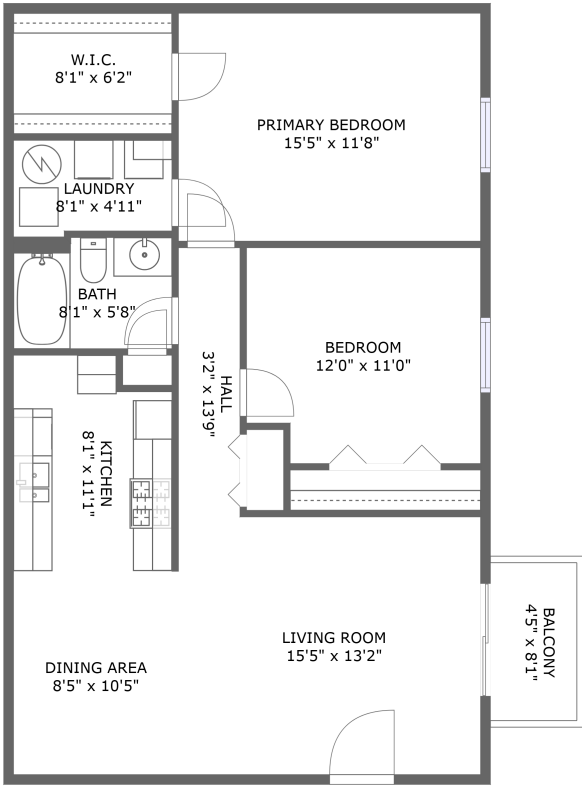 W.I.C.
8'1" x 6'2"
PRIMARY BEDROOM
15'5" x 11'8"
LAUNDRY
8'1" x 4'11"
BATH
8'1" x 5'8"
BEDROOM
12'0" x 11'0"
HALL
3'2" x 13'9"
KITCHEN
8'1" x 11'1"
LIVING ROOM
15'5" x 13'2"
BALCONY
4'5" x 8'1"
DINING AREA
8'5" x 10'5"